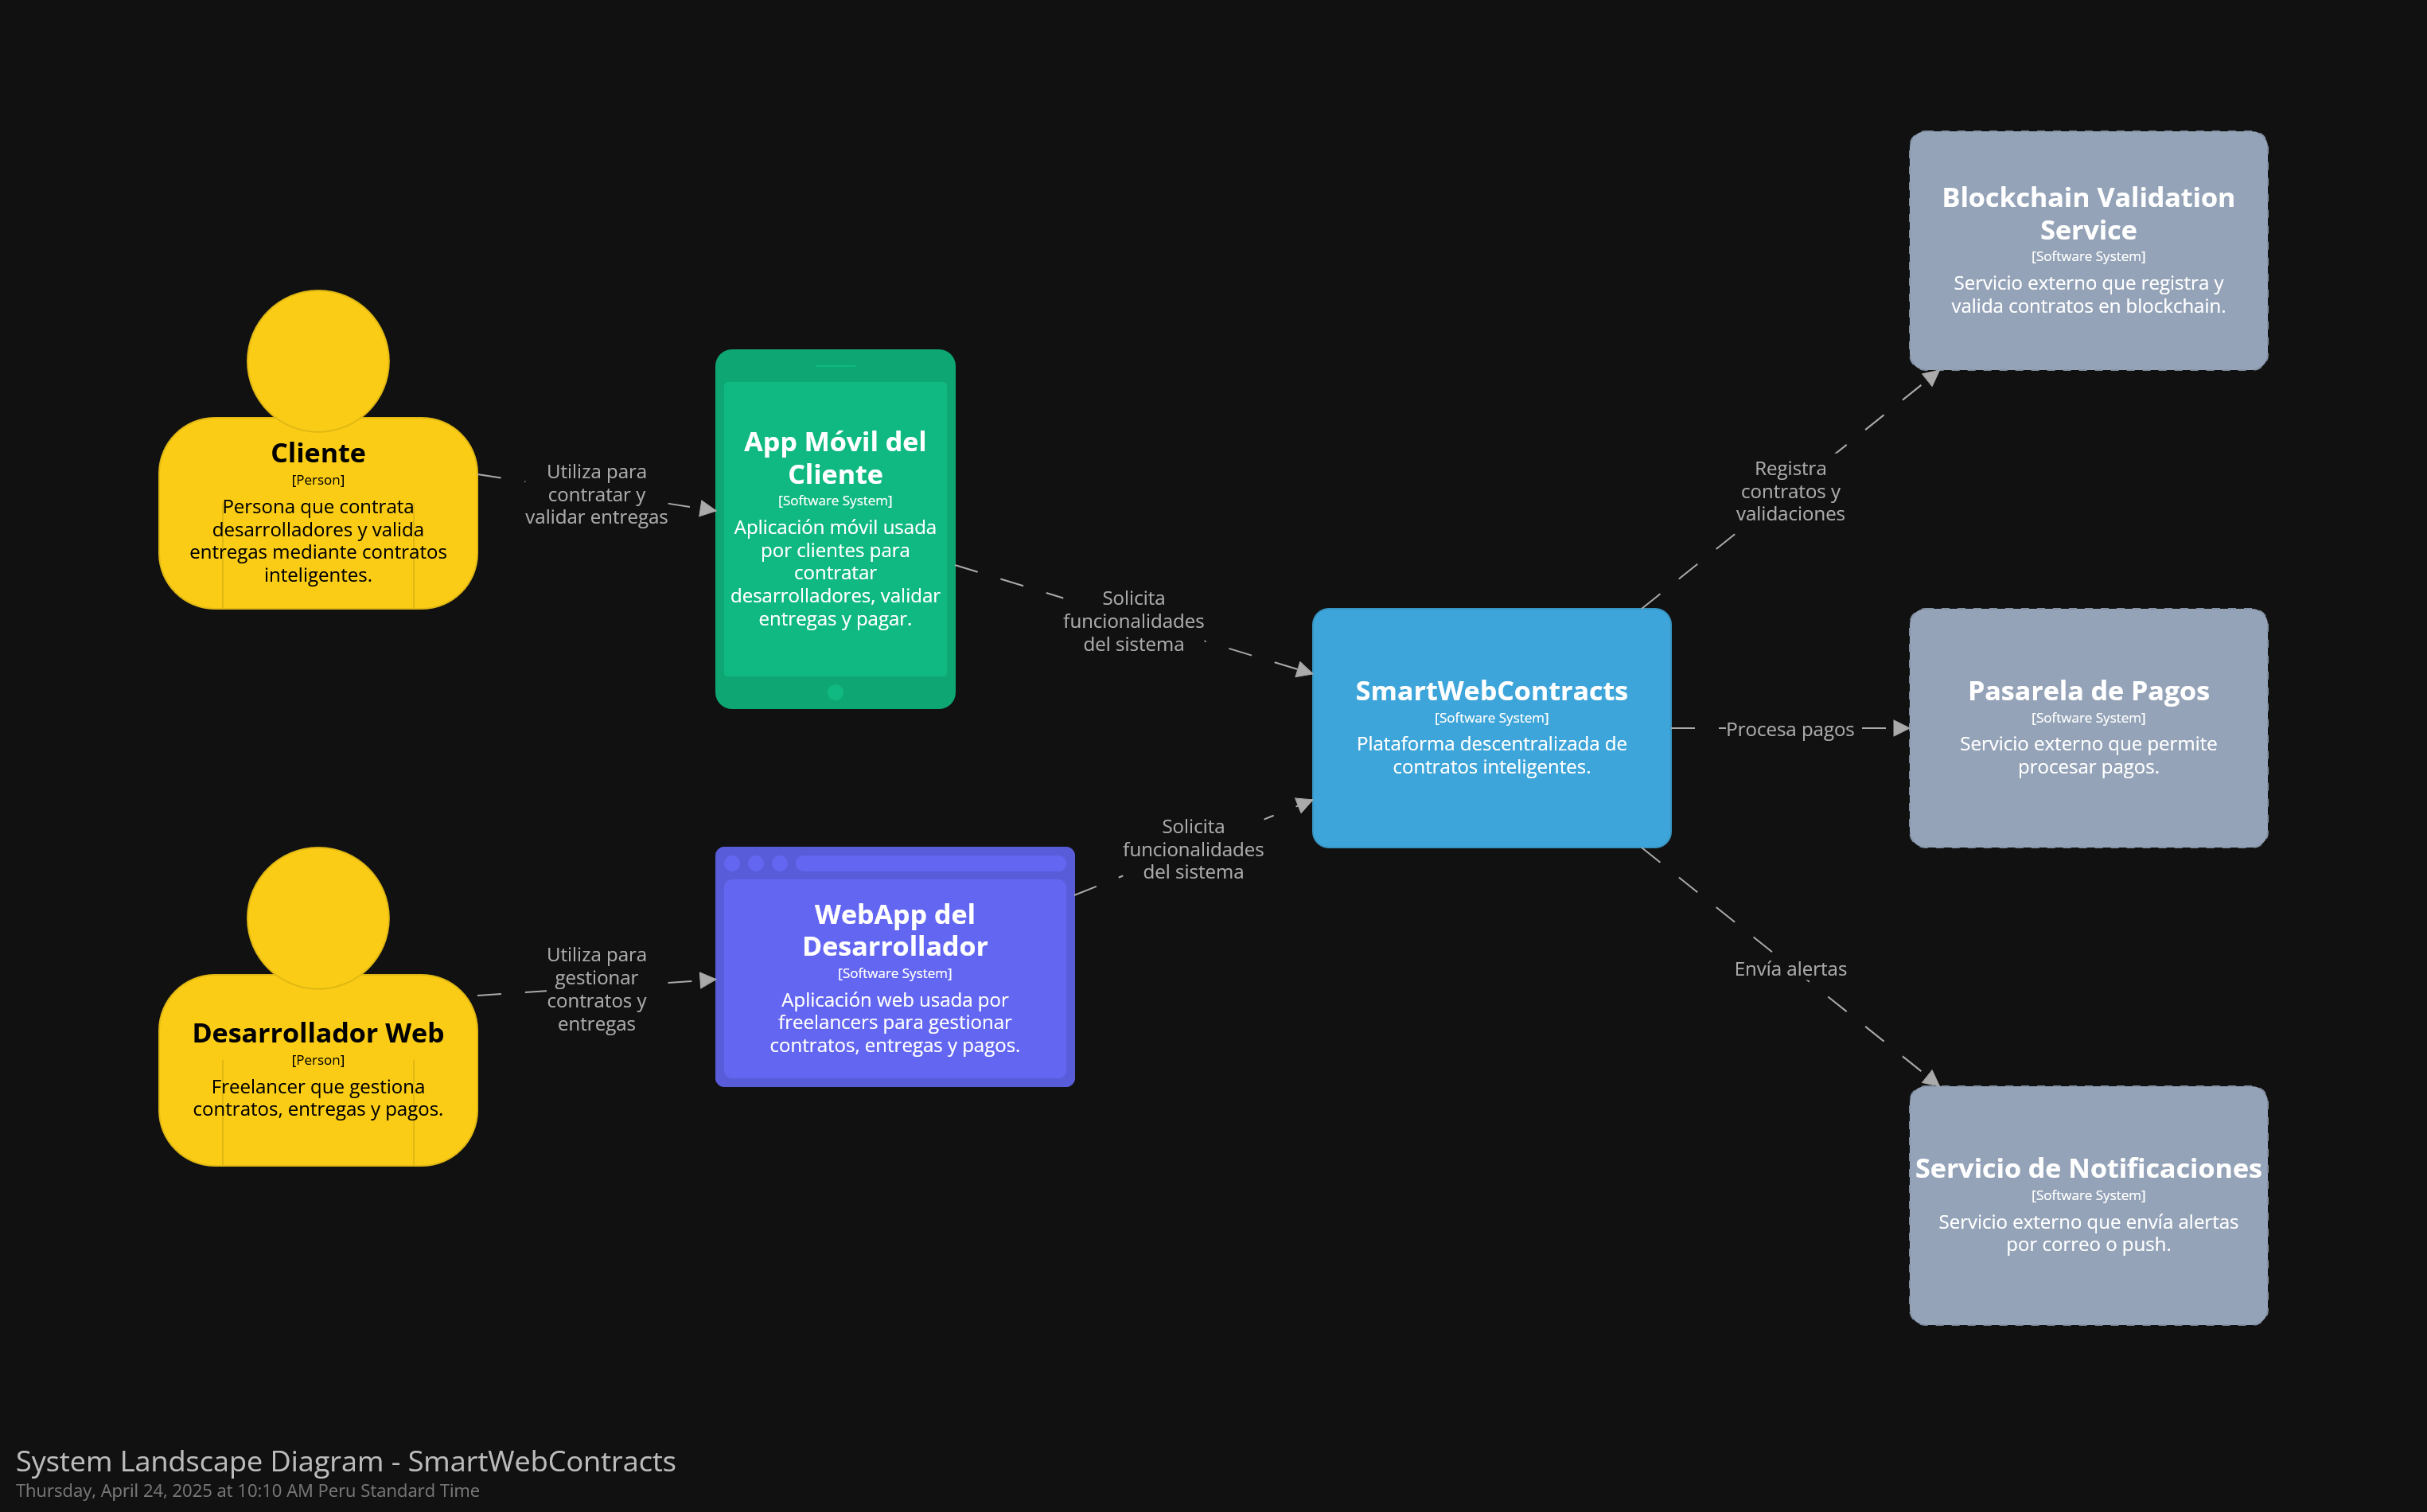 Cliente
[Person]
Persona que contrata
desarrolladores y valida
entregas mediante contratos
inteligentes.
Utiliza para
contratar y
validar entregas
App Móvil del
Cliente
[Software System]
Aplicación móvil usada
por clientes para
contratar
desarrolladores, validar
entregas y pagar.
Solicita
funcionalidades
del sistema
Desarrollador Web
[Person]
Freelancer que gestiona
contratos, entregas y pagos.
Utiliza para
gestionar
contratos y
entregas
WebApp del
Desarrollador
[Software System]
Aplicación web usada por
freelancers para gestionar
contratos, entregas y pagos.
Solicita
funcionalidades
del sistema
SmartWebContracts
[Software System]
Plataforma descentralizada de
contratos inteligentes.
Registra
contratos y
validaciones
Blockchain Validation
Service
[Software System]
Servicio externo que registra y
valida contratos en blockchain.
Procesa pagos
Pasarela de Pagos
[Software System]
Servicio externo que permite
procesar pagos.
Envía alertas
Servicio de Notificaciones
[Software System]
Servicio externo que envía alertas
por correo o push.
System Landscape Diagram - SmartWebContracts
Thursday, April 24, 2025 at 10:10 AM Peru Standard Time